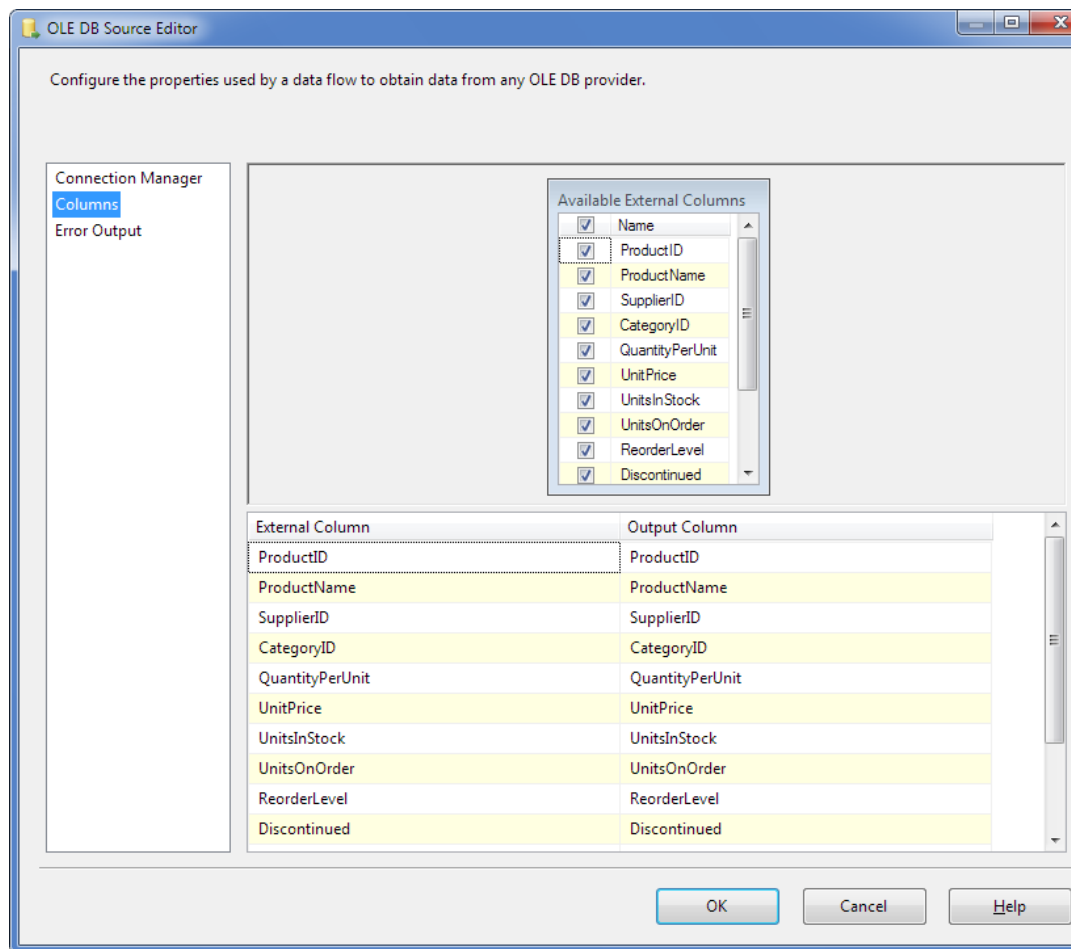 OLE DB Source Editor
Configure the properties used by a data flow to obtain data from any OLE DB provider.
Connection Manager
Columns
Error Output
Available External Columns
Name
ProductID
ProductName
SupplierID
CategoryID
QuantityPerUnit
UnitPrice
UnitsInStock
UnitsOnOrder
ReorderLevel
Discontinued
External Column Output Column
ProductID ProductID
ProductName ProductName
SupplierID SupplierID
CategoryID CategoryID
QuantityPerUnit QuantityPerUnit
UnitPrice UnitPrice
UnitsInStock UnitsInStock
UnitsOnOrder UnitsOnOrder
ReorderLevel ReorderLevel
Discontinued Discontinued
OK Cancel Help